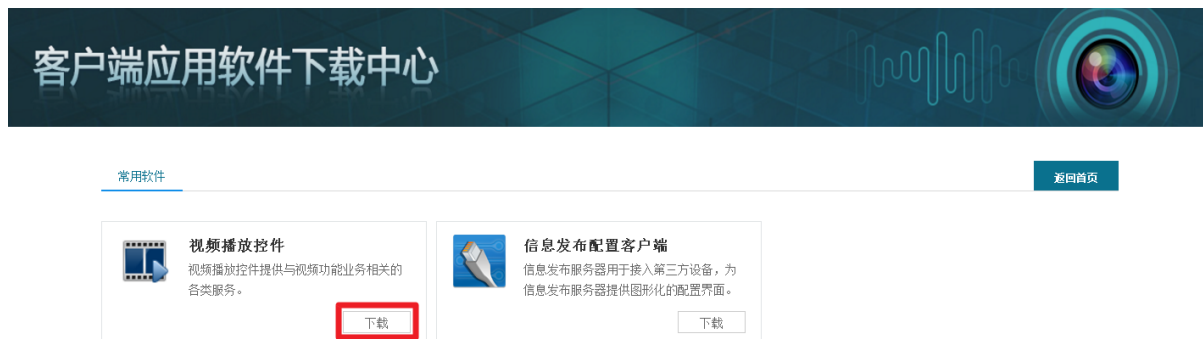 客户端应用软件下载中心
常用软件
返回首页
视频播放控件
视频播放控件提供与视频功能业务相关的
各类服务。
下载
信息发布配置客户端
信息发布服务器用于接入第三方设备，为
信息发布服务器提供图形化的配置界面。
下载